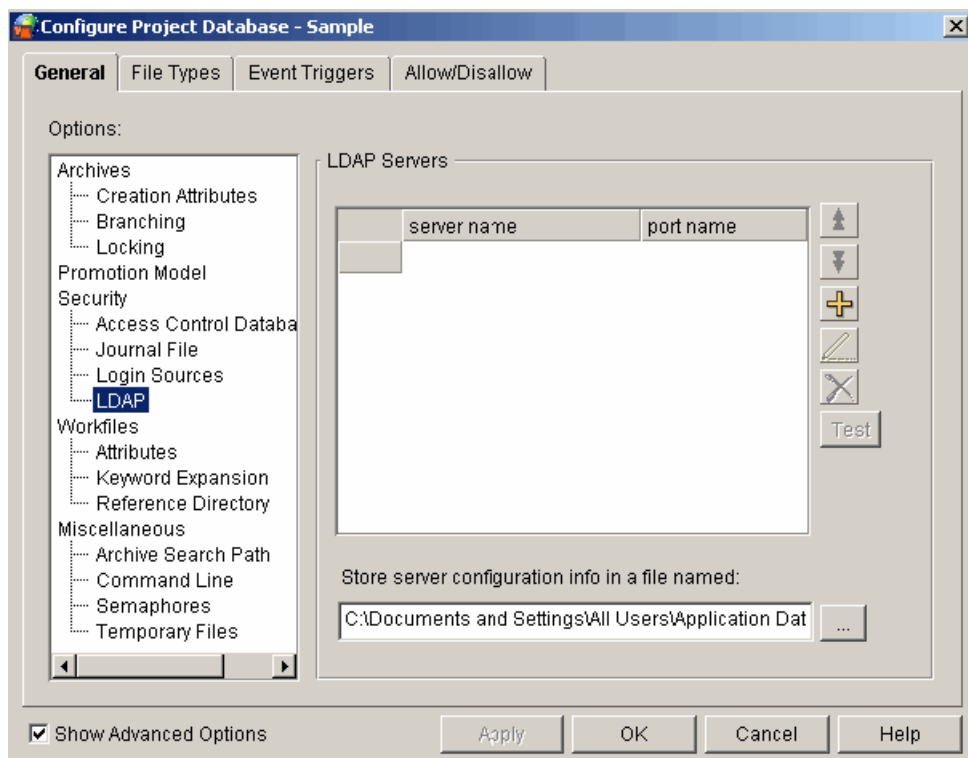 Configure Project Database - Sample
General File Types Event Triggers Allow/Disallow
Options:
Archives
Creation Attributes
Branching
Locking
Promotion Model
Security
Access Control Databa
Journal File
Login Sources
LDAP
Workfiles
Attributes
Keyword Expansion
Reference Directory
Miscellaneous
Archive Search Path
Command Line
Semaphores
Temporary Files
LDAP Servers
server name port name
Test
Store server configuration info in a file named:
C:\Documents and Settings\All Users\Application Dat
...
Show Advanced Options
Apply OK Cancel Help